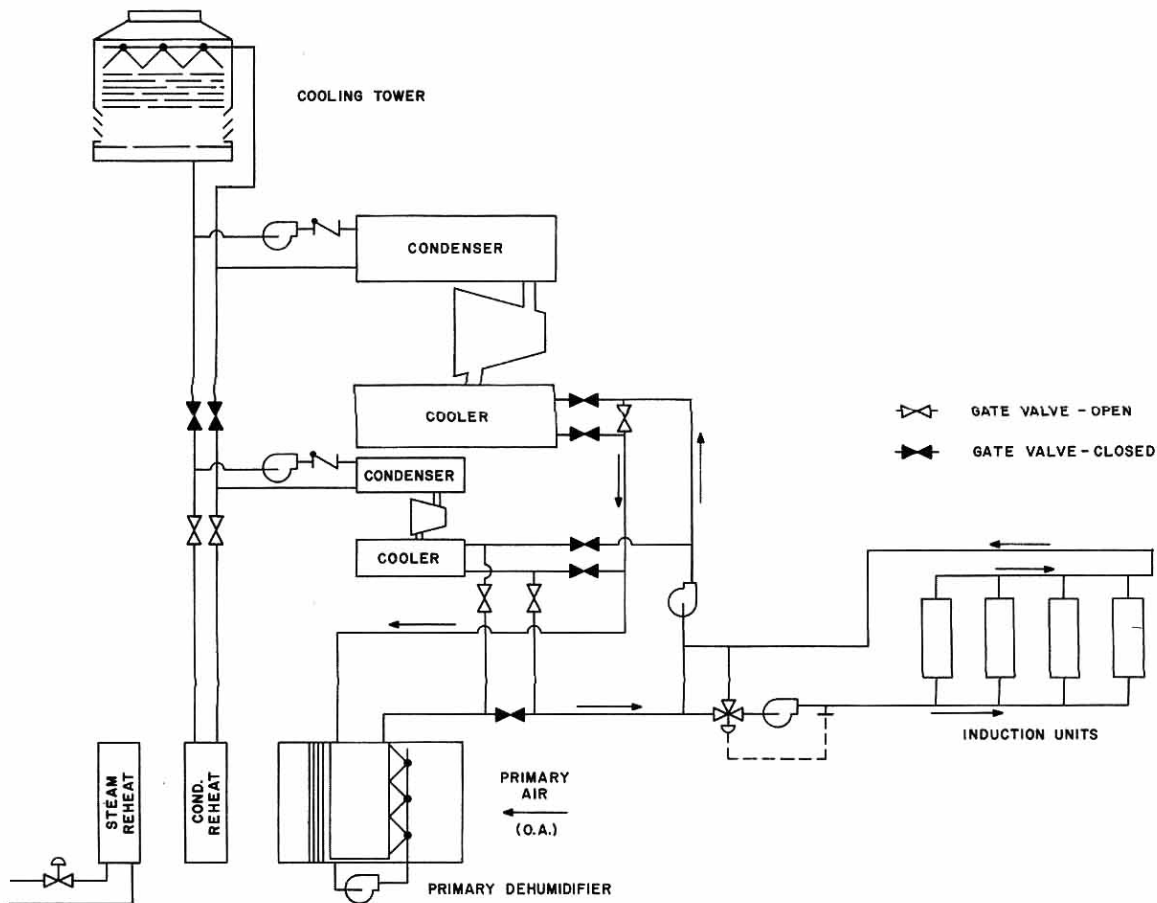 COOLING TOWER
CONDENSER
COOLER
GATE VALVE - OPEN
GATE VALVE - CLOSED
CONDENSER
COOLER
INDUCTION UNITS
STEAM
REHEAT
COND.
REHEAT
PRIMARY
AIR
(O.A.)
PRIMARY DEHUMIDIFIER